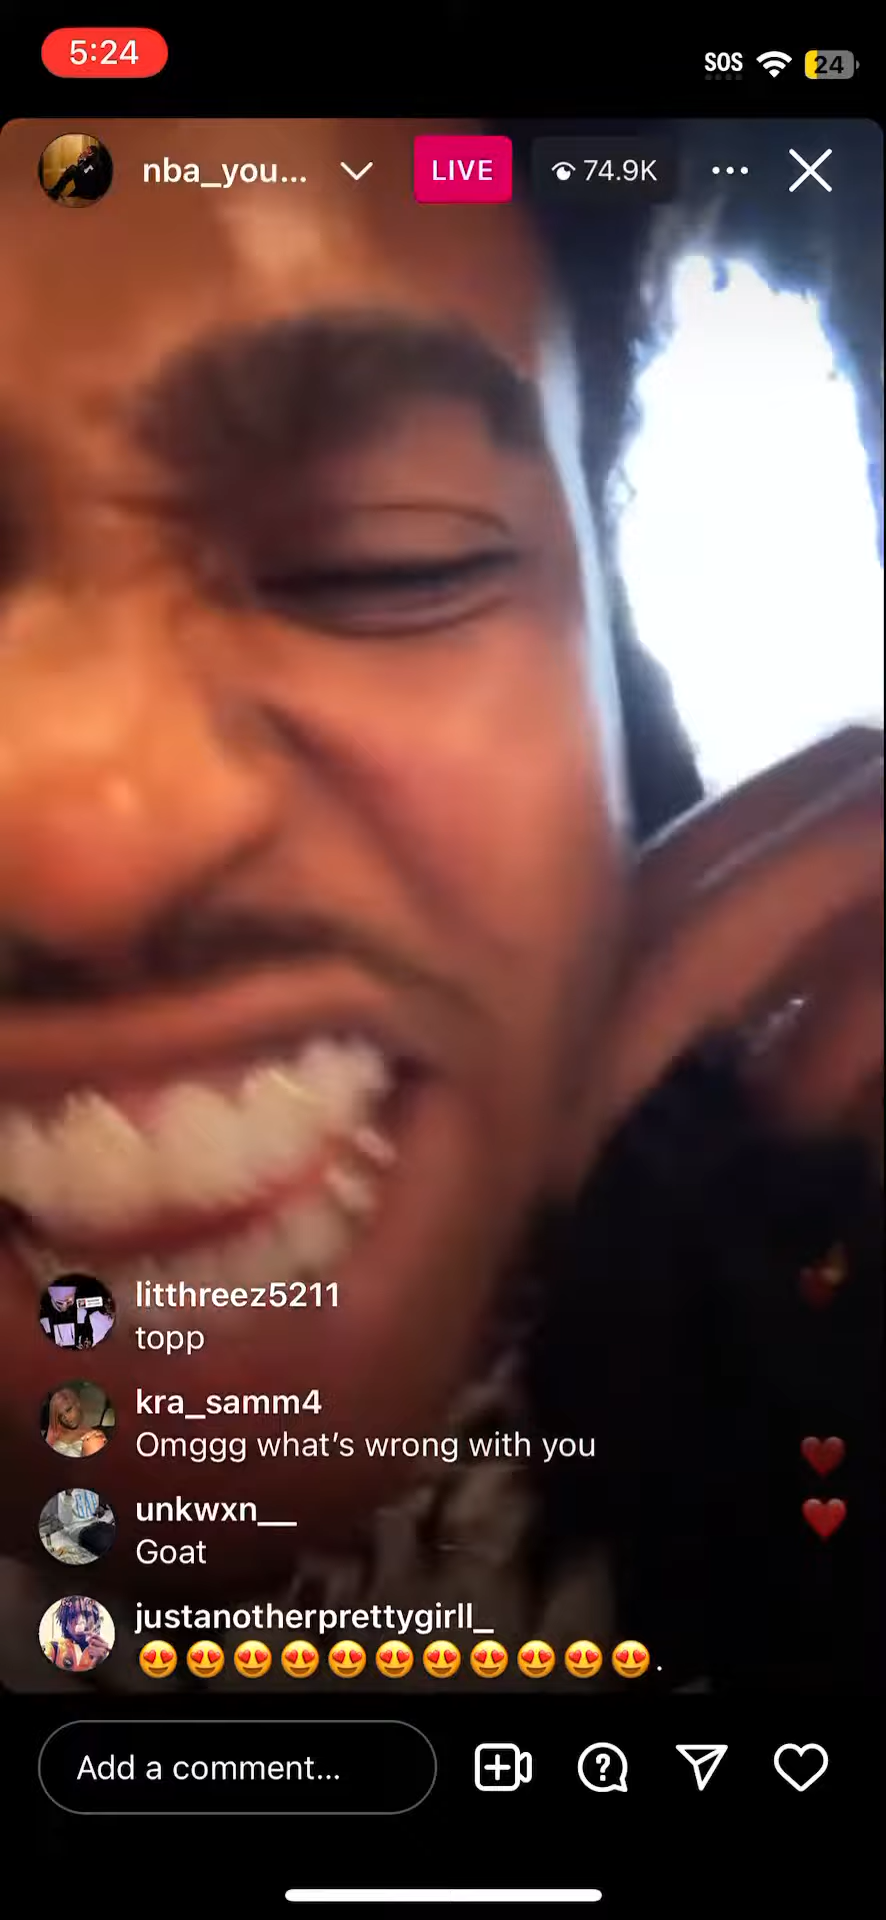 5:24
SOS
24
nba_you...
LIVE
74.9K
litthreez5211
topp
kra_samm4
Omggg what's wrong with you
unkwxn__
Goat
justanotherprettygirll_
😍😍😍😍😍😍😍😍😍😍😍.
Add a comment...